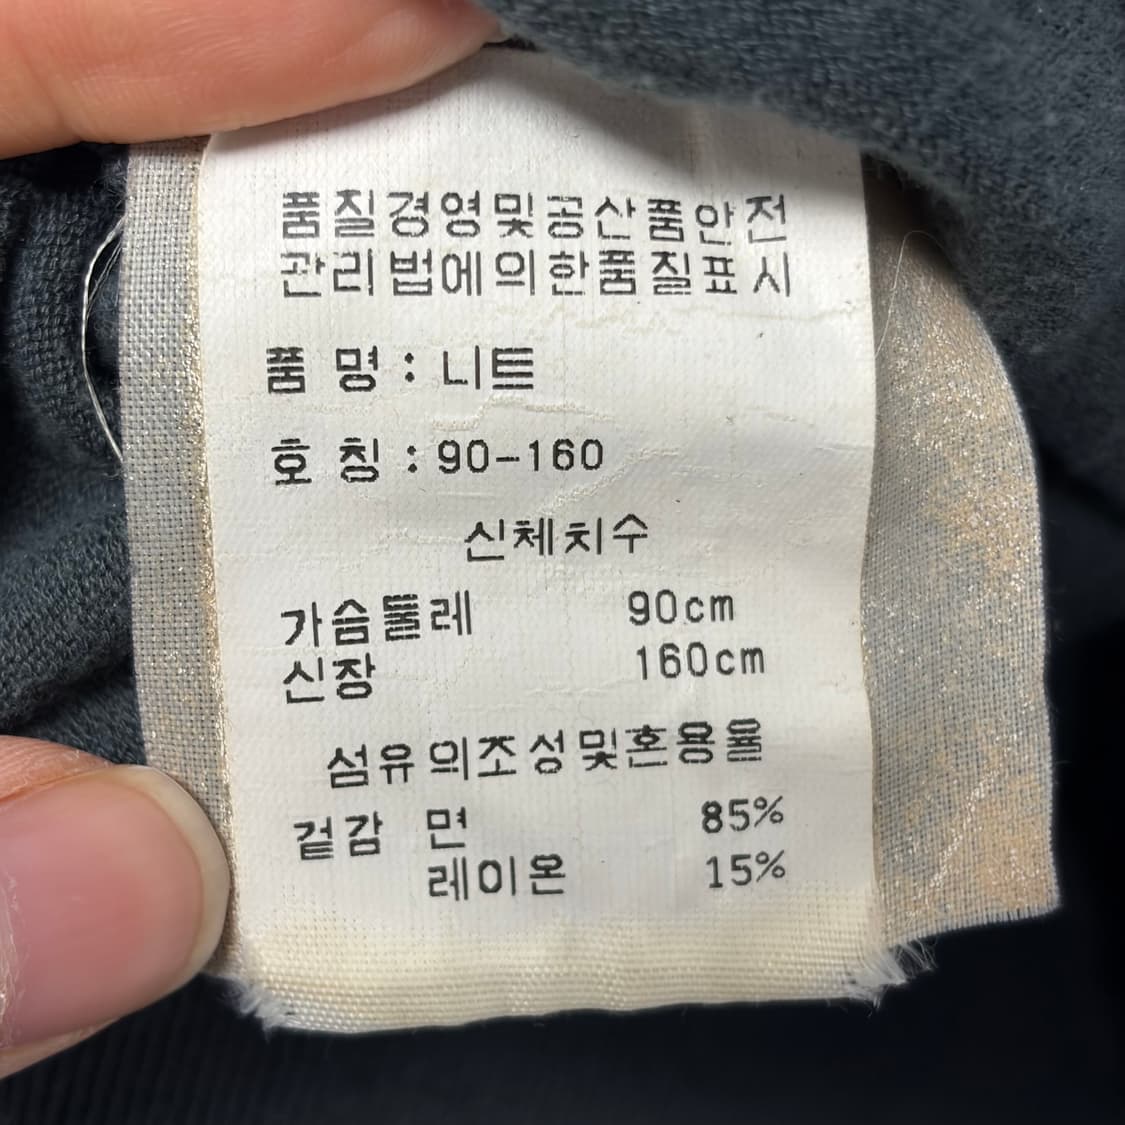 품질경영및공산품안전
관리법에의한품질표시
품 명 : 니트
호 칭 : 90-160
신체치수
가슴둘레 90cm
신장 160cm
섬유의조성및혼용율
겉감 면 85%
레이온 15%